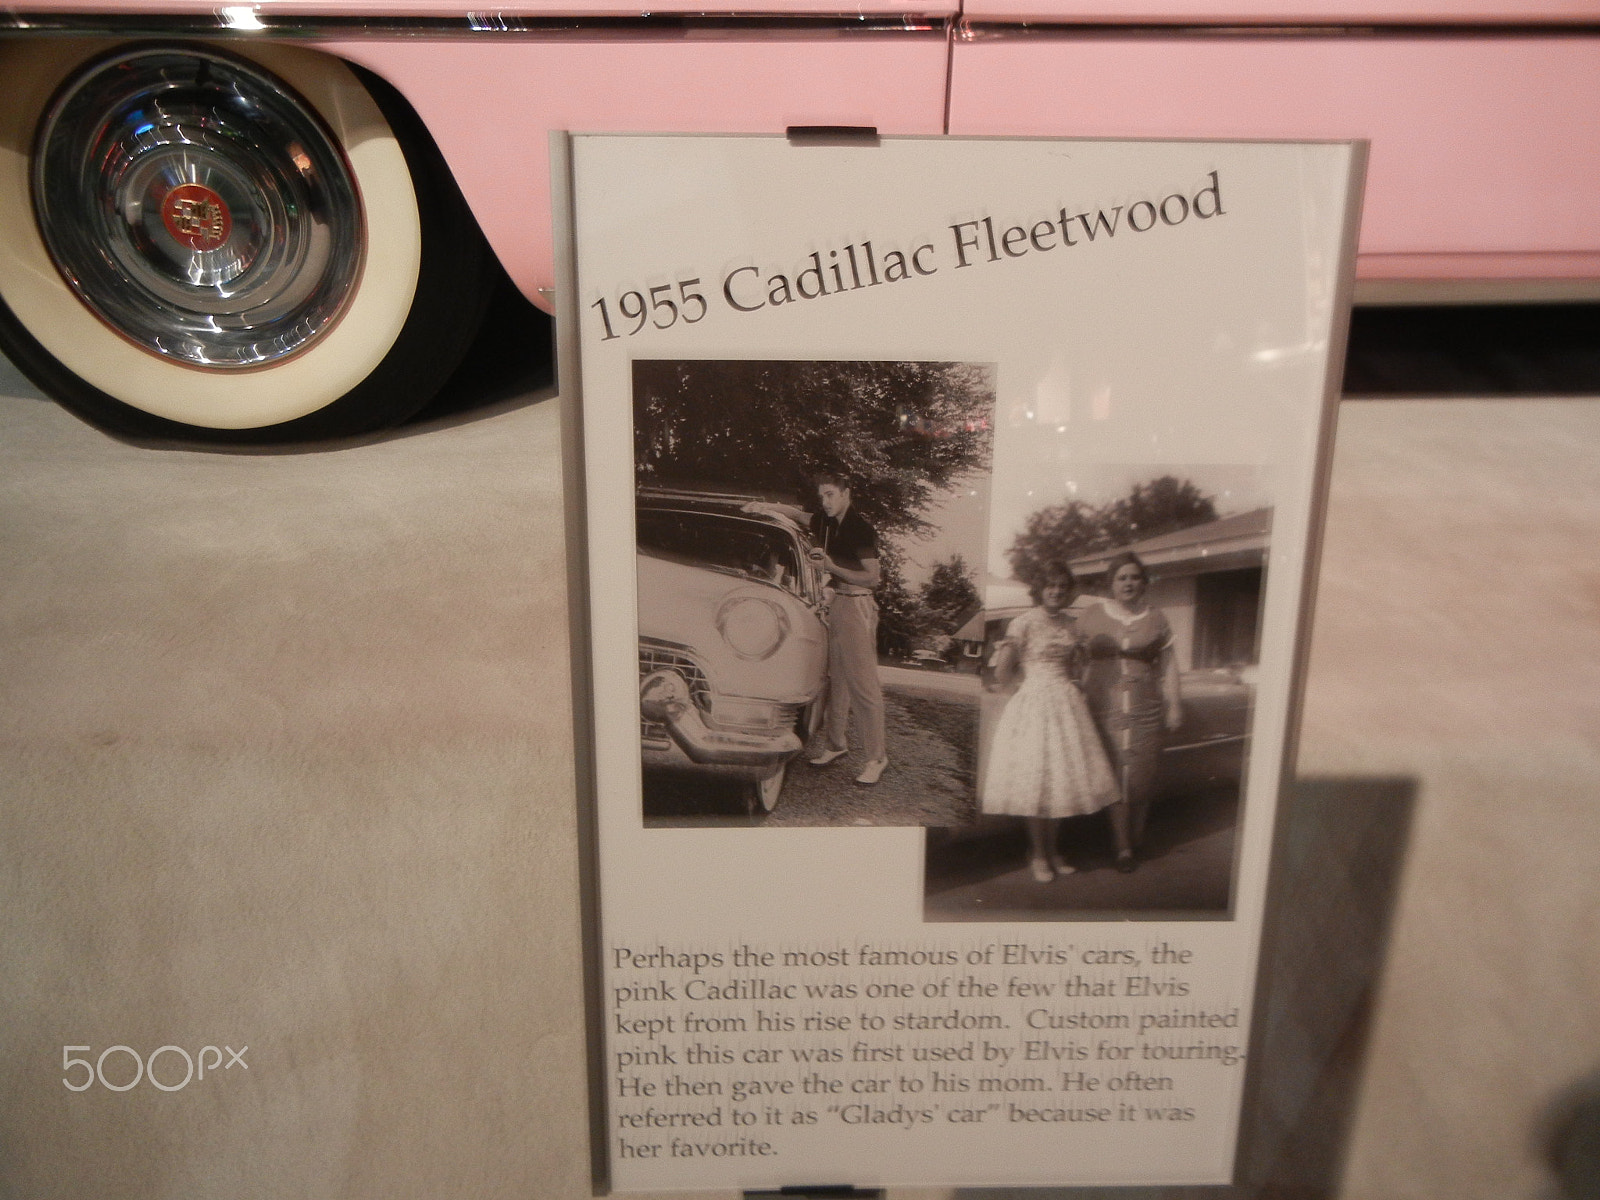 1955 Cadillac Fleetwood
Perhaps the most famous of Elvis' cars, the
pink Cadillac was one of the few that Elvis
kept from his rise to stardom. Custom painted
pink this car was first used by Elvis for touring.
He then gave the car to his mom. He often
referred to it as "Gladys' car" because it was
her favorite.
500px